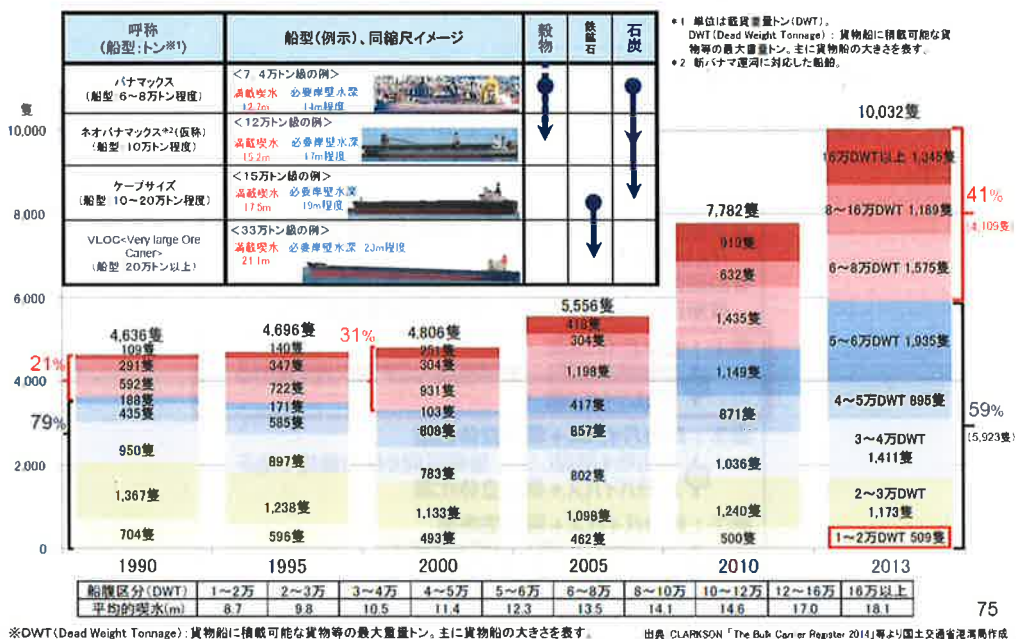 呼称
(船型:トン※1)
船型(例示)、同縮尺イメージ
穀物
鉄鉱石
石炭
*1 単位は載貨重量トン(DWT)。
DWT(Dead Weight Tonnage) : 貨物船に積載可能な貨
物等の最大重量トン。主に貨物船の大きさを表す。
*2 新パナマ運河に対応した船舶。
パナマックス
(船型 6~8万トン程度)
<7.4万トン級の例>
満載喫水 必要岸壁水深
12.7m 14m程度
ネオパナマックス※2(仮称)
(船型 10万トン程度)
<12万トン級の例>
満載喫水 必要岸壁水深
15.2m 17m程度
ケープサイズ
(船型 10~20万トン程度)
<15万トン級の例>
満載喫水 必要岸壁水深
17.5m 19m程度
VLOC<Very large Ore
Carier>
(船型 20万トン以上)
<33万トン級の例>
満載喫水 必要岸壁水深 23m程度
21.1m
隻
10,000
8,000
6,000
4,000
2,000
0
4,636隻
109隻
291隻
592隻
188隻
435隻
950隻
1,367隻
704隻
21%
79%
4,696隻
140隻
347隻
722隻
171隻
585隻
897隻
1,238隻
596隻
31%
4,806隻
251隻
304隻
931隻
103隻
808隻
783隻
1,133隻
493隻
5,556隻
418隻
304隻
1,198隻
417隻
857隻
802隻
1,098隻
462隻
7,782隻
919隻
632隻
1,435隻
1,149隻
871隻
1,036隻
1,240隻
500隻
10,032隻
16万DWT以上 1,345隻
8~16万DWT 1,189隻
6~8万DWT 1,575隻
5~6万DWT 1,935隻
4~5万DWT 895隻
3~4万DWT
1,411隻
2~3万DWT
1,173隻
1~2万DWT 509隻
41%
(4,109隻)
59%
(5,923隻)
1990 1995 2000 2005 2010 2013
船腹区分(DWT) 1~2万 2~3万 3~4万 4~5万 5~6万 6~8万 8~10万 10~12万 12~16万 16万以上
平均的喫水(m) 8.7 9.8 10.5 11.4 12.3 13.5 14.1 14.6 17.0 18.1
75
※DWT(Dead Weight Tonnage):貨物船に積載可能な貨物等の最大重量トン。主に貨物船の大きさを表す。
出典 CLARKSON 「The Bulk Carrier Register 2014」等より国土交通省港湾局作成